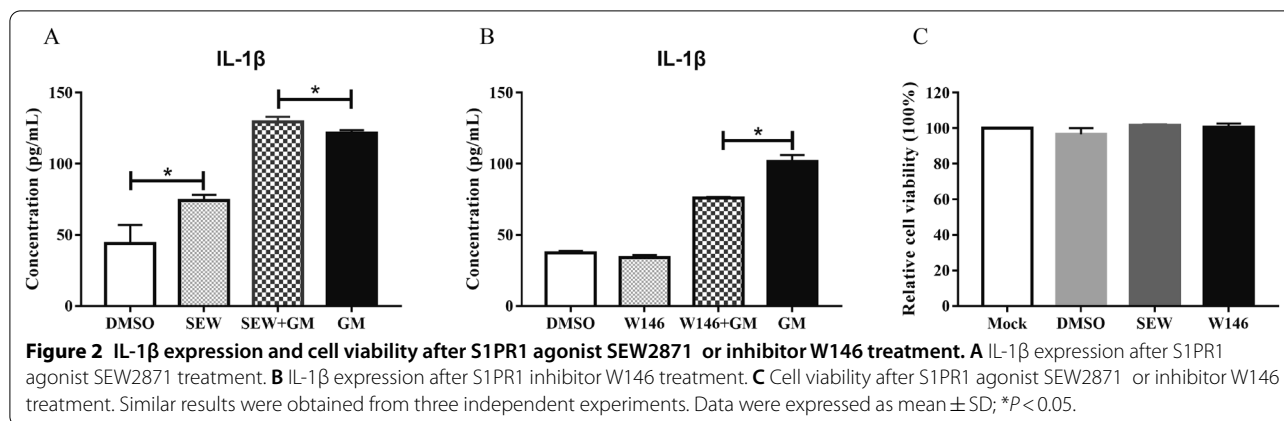 A
IL-1β
Concentration (pg/mL)
150
100
50
0
*
*
DMSO SEW SEW+GM GM
B
IL-1β
Concentration (pg/mL)
150
100
50
0
*
DMSO W146 W146+GM GM
C
Relative cell viability (100%)
120
100
80
60
40
20
0
Mock DMSO SEW W146
Figure 2 IL-1β expression and cell viability after S1PR1 agonist SEW2871 or inhibitor W146 treatment. A IL-1β expression after S1PR1
agonist SEW2871 treatment. B IL-1β expression after S1PR1 inhibitor W146 treatment. C Cell viability after S1PR1 agonist SEW2871 or inhibitor W146
treatment. Similar results were obtained from three independent experiments. Data were expressed as mean ± SD; *P < 0.05.